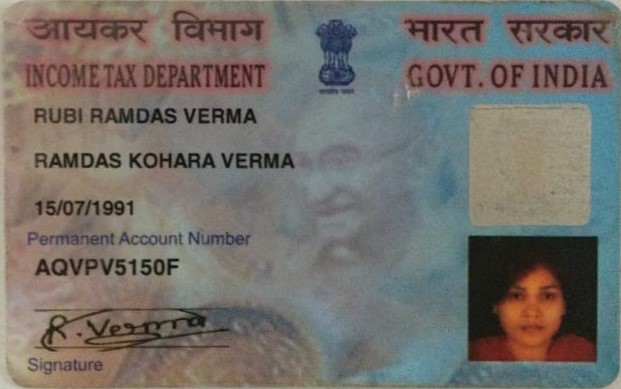 आयकर विभाग
भारत सरकार
INCOME TAX DEPARTMENT
GOVT. OF INDIA
RUBI RAMDAS VERMA
RAMDAS KOHARA VERMA
15/07/1991
Permanent Account Number
AQVPV5150F
R. Verma
Signature